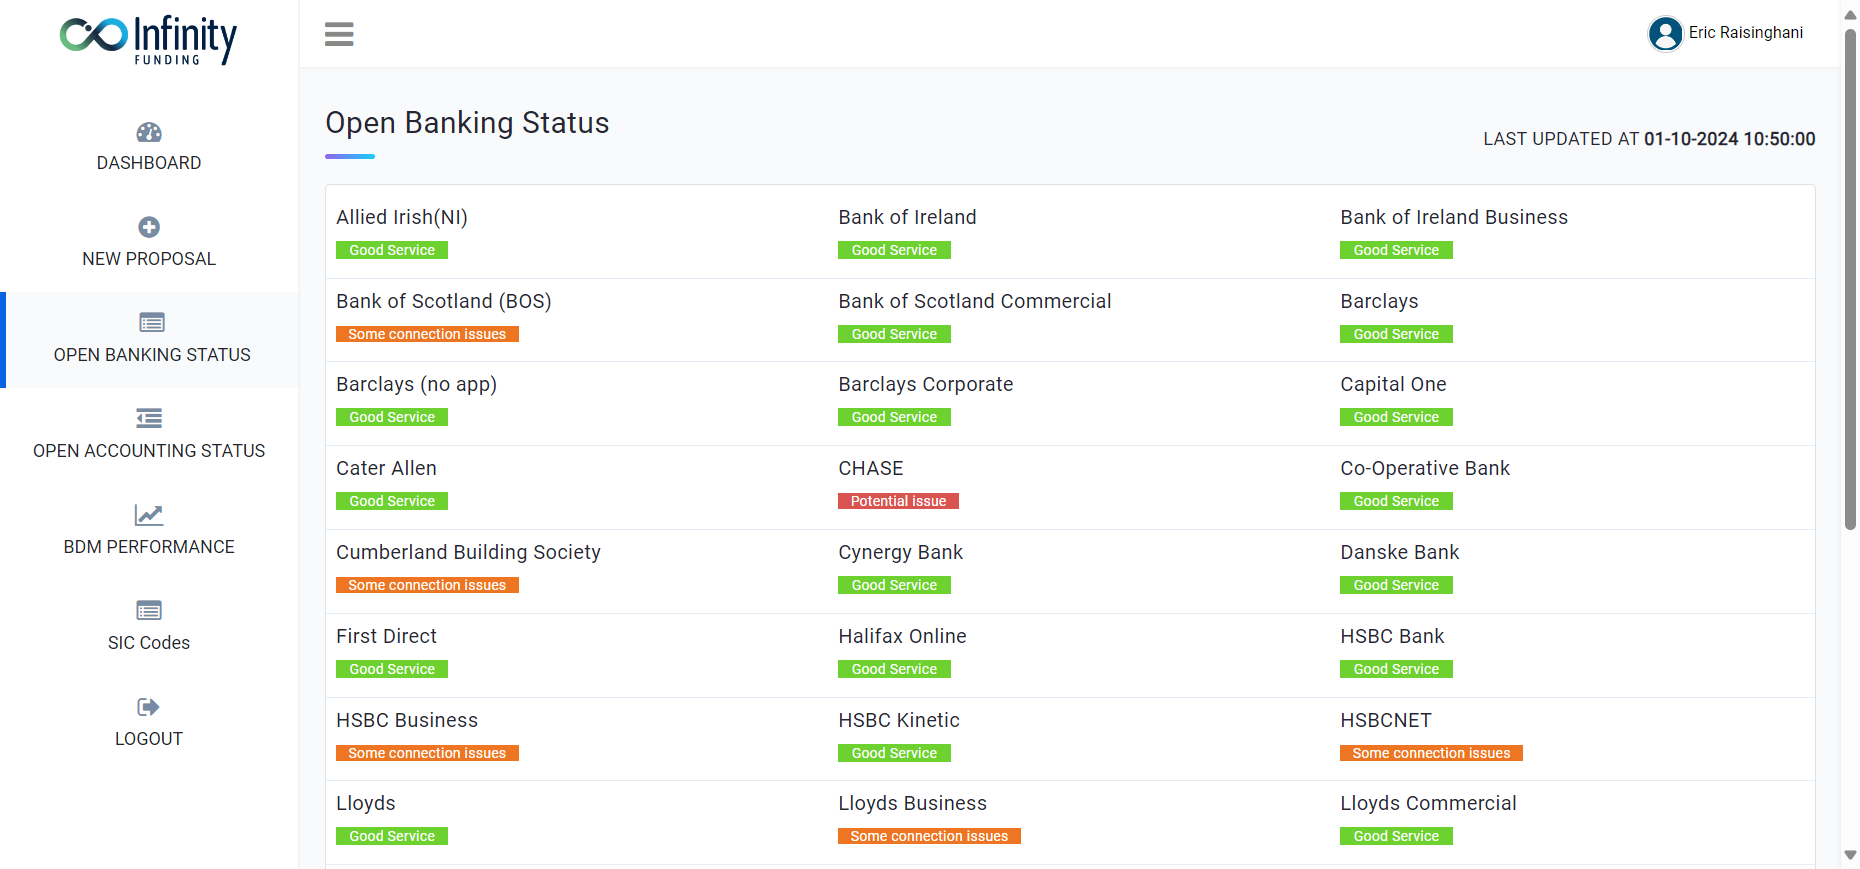 Infinity
FUNDING
Eric Raisinghani
DASHBOARD
NEW PROPOSAL
OPEN BANKING STATUS
OPEN ACCOUNTING STATUS
BDM PERFORMANCE
SIC Codes
LOGOUT
Open Banking Status
LAST UPDATED AT 01-10-2024 10:50:00
Allied Irish(NI)
Good Service
Bank of Ireland
Good Service
Bank of Ireland Business
Good Service
Bank of Scotland (BOS)
Some connection issues
Bank of Scotland Commercial
Good Service
Barclays
Good Service
Barclays (no app)
Good Service
Barclays Corporate
Good Service
Capital One
Good Service
Cater Allen
Good Service
CHASE
Potential issue
Co-Operative Bank
Good Service
Cumberland Building Society
Some connection issues
Cynergy Bank
Good Service
Danske Bank
Good Service
First Direct
Good Service
Halifax Online
Good Service
HSBC Bank
Good Service
HSBC Business
Some connection issues
HSBC Kinetic
Good Service
HSBCNET
Some connection issues
Lloyds
Good Service
Lloyds Business
Some connection issues
Lloyds Commercial
Good Service